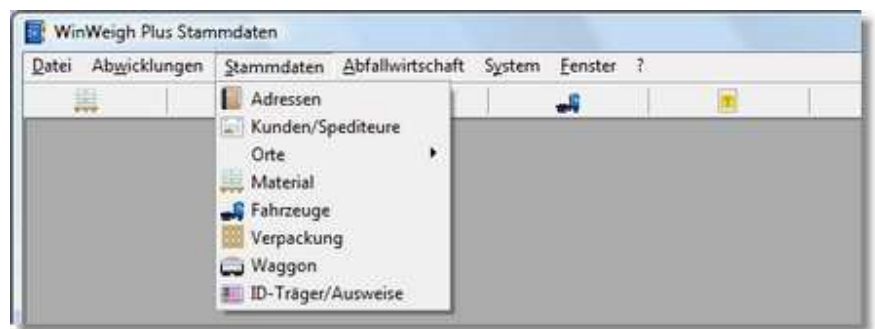 WinWeigh Plus Stammdaten
Datei Abwicklungen Stammdaten Abfallwirtschaft System Fenster ?
Adressen
Kunden/Spediteure
Orte
Material
Fahrzeuge
Verpackung
Waggon
ID-Träger/Ausweise